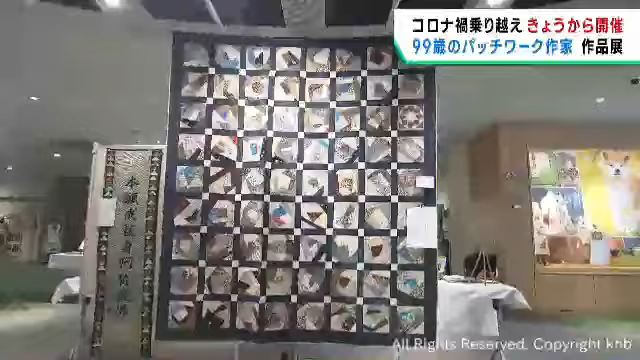 コロナ禍乗り越え きょうから開催
99歳のパッチワーク作家 作品展
All Rights Reserved. Copyright khb